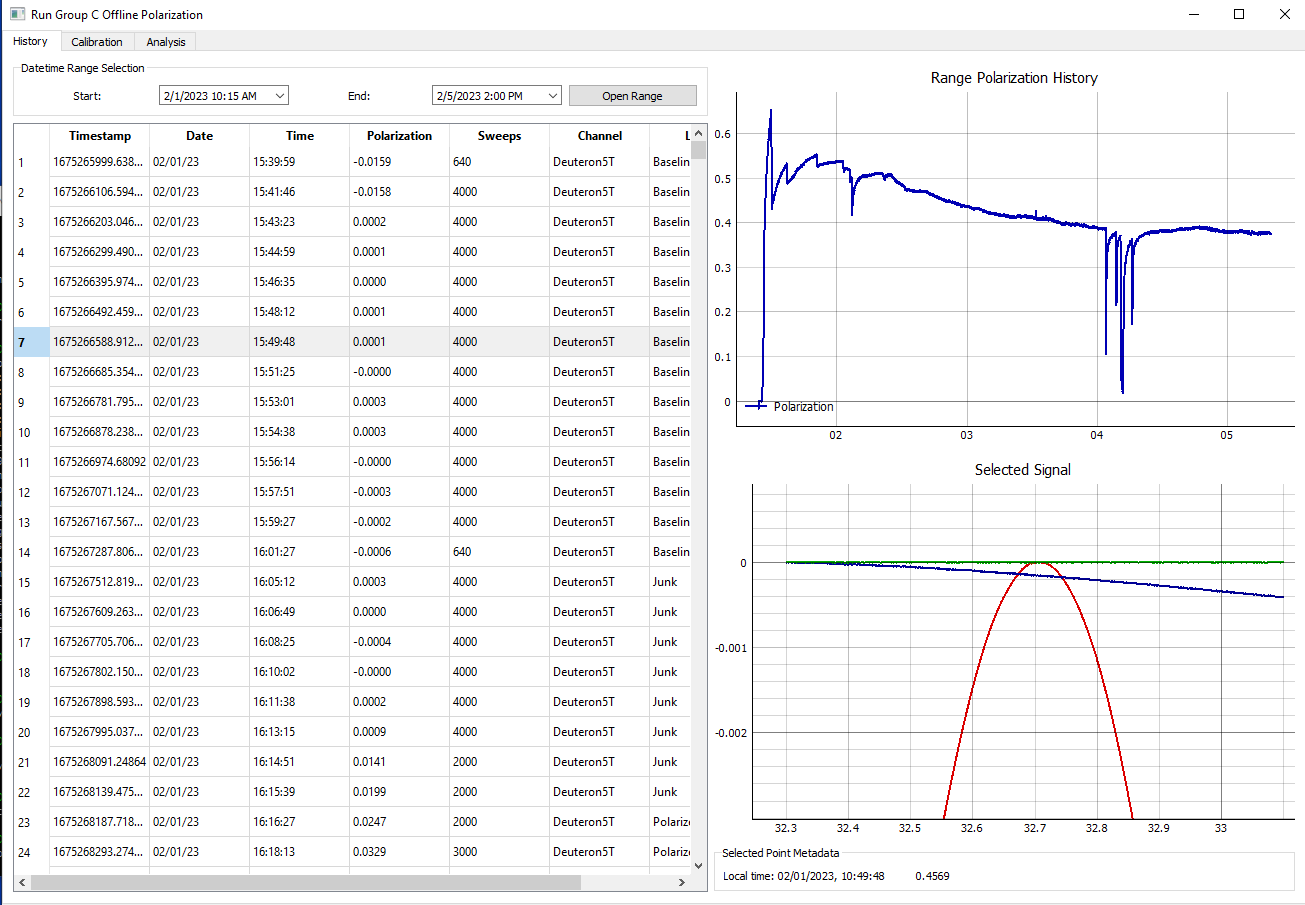 Run Group C Offline Polarization
History Calibration Analysis
Datetime Range Selection
Start: 2/1/2023 10:15 AM End: 2/5/2023 2:00 PM Open Range
Timestamp Date Time Polarization Sweeps Channel L
1 1675265999.638... 02/01/23 15:39:59 -0.0159 640 Deuteron5T Baselin
2 1675266106.594... 02/01/23 15:41:46 -0.0158 4000 Deuteron5T Baselin
3 1675266203.046... 02/01/23 15:43:23 0.0002 4000 Deuteron5T Baselin
4 1675266299.490... 02/01/23 15:44:59 0.0001 4000 Deuteron5T Baselin
5 1675266395.974... 02/01/23 15:46:35 0.0000 4000 Deuteron5T Baselin
6 1675266492.459... 02/01/23 15:48:12 0.0001 4000 Deuteron5T Baselin
7 1675266588.912... 02/01/23 15:49:48 0.0001 4000 Deuteron5T Baselin
8 1675266685.354... 02/01/23 15:51:25 -0.0000 4000 Deuteron5T Baselin
9 1675266781.795... 02/01/23 15:53:01 0.0003 4000 Deuteron5T Baselin
10 1675266878.238... 02/01/23 15:54:38 0.0003 4000 Deuteron5T Baselin
11 1675266974.68092 02/01/23 15:56:14 -0.0000 4000 Deuteron5T Baselin
12 1675267071.124... 02/01/23 15:57:51 -0.0003 4000 Deuteron5T Baselin
13 1675267167.567... 02/01/23 15:59:27 -0.0002 4000 Deuteron5T Baselin
14 1675267287.806... 02/01/23 16:01:27 -0.0006 640 Deuteron5T Baselin
15 1675267512.819... 02/01/23 16:05:12 0.0003 4000 Deuteron5T Junk
16 1675267609.263... 02/01/23 16:06:49 0.0000 4000 Deuteron5T Junk
17 1675267705.706... 02/01/23 16:08:25 -0.0004 4000 Deuteron5T Junk
18 1675267802.150... 02/01/23 16:10:02 -0.0000 4000 Deuteron5T Junk
19 1675267898.593... 02/01/23 16:11:38 0.0002 4000 Deuteron5T Junk
20 1675267995.037... 02/01/23 16:13:15 0.0009 4000 Deuteron5T Junk
21 1675268091.24864 02/01/23 16:14:51 0.0141 2000 Deuteron5T Junk
22 1675268139.475... 02/01/23 16:15:39 0.0199 2000 Deuteron5T Junk
23 1675268187.718... 02/01/23 16:16:27 0.0247 2000 Deuteron5T Polariz
24 1675268293.274... 02/01/23 16:18:13 0.0329 3000 Deuteron5T Polariz
Range Polarization History
0.6
0.5
0.4
0.3
0.2
0.1
0
Polarization
02 03 04 05
Selected Signal
0
-0.001
-0.002
32.3 32.4 32.5 32.6 32.7 32.8 32.9 33
Selected Point Metadata
Local time: 02/01/2023, 10:49:48 0.4569